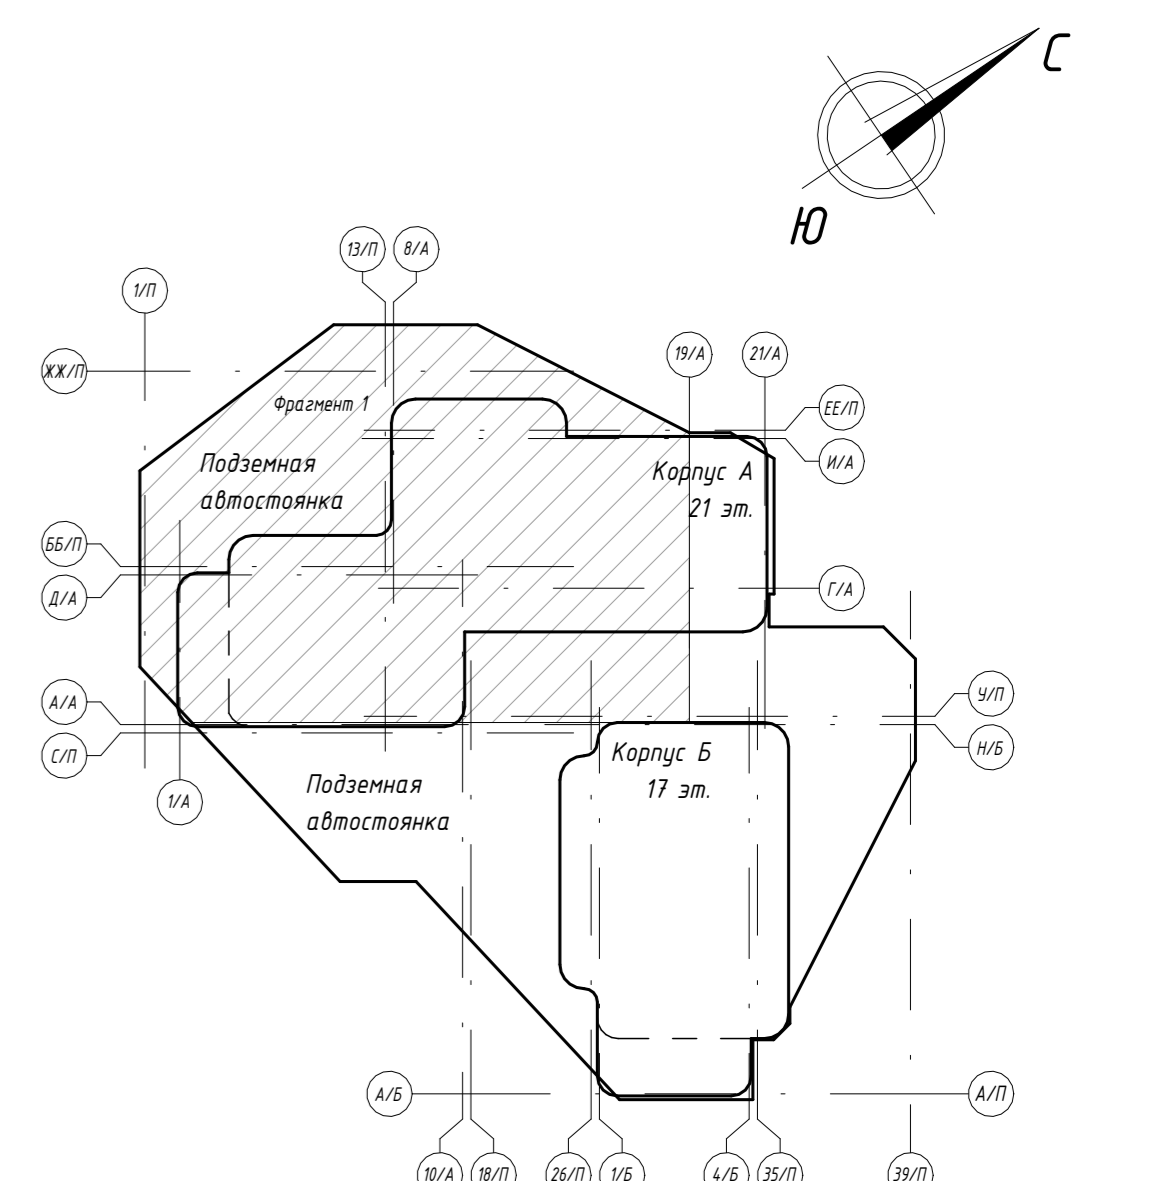 С
Ю
13/П
8/А
1/П
19/А
21/А
ЖЖ/П
Фрагмент 1
ЕЕ/П
И/А
Подземная
автостоянка
Корпус А
21 эт.
ББ/П
Д/А
Г/А
А/А
С/П
У/П
Н/Б
1/А
Корпус Б
17 эт.
Подземная
автостоянка
А/Б
А/П
10/А
18/П
26/П
1/Б
4/Б
35/П
39/П